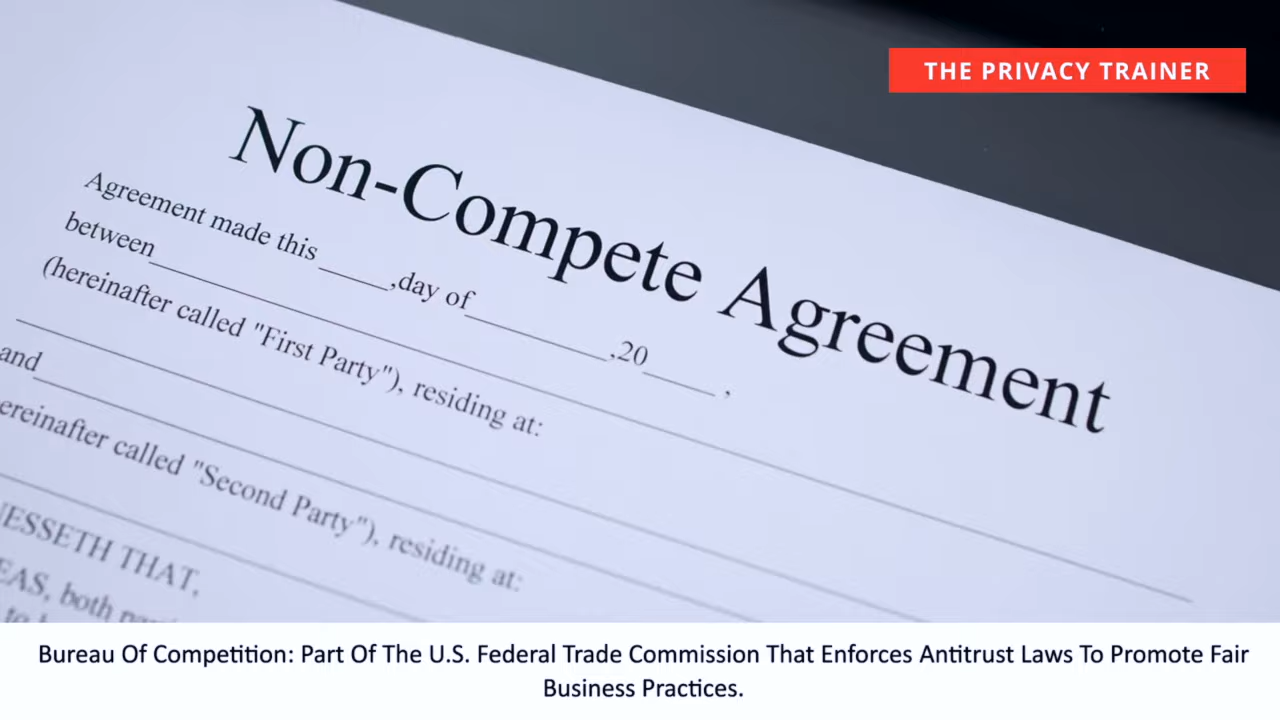 THE PRIVACY TRAINER
Non-Compete Agreement
Agreement made this ____,day of________,20____ ,
between
(hereinafter called "First Party"), residing at:
and
ereinafter called "Second Party"), residing at:
ESSETH THAT,
EAS, both
Bureau Of Competition: Part Of The U.S. Federal Trade Commission That Enforces Antitrust Laws To Promote Fair
Business Practices.